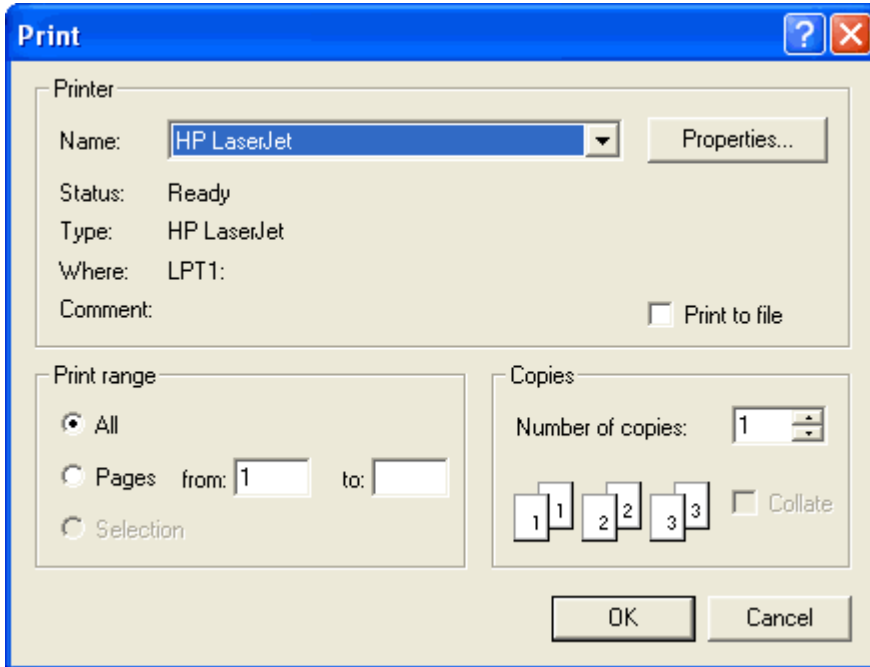 Print
Printer
Name: HP LaserJet Properties...
Status: Ready
Type: HP LaserJet
Where: LPT1:
Comment: Print to file
Print range
All
Pages from: 1 to:
Selection
Copies
Number of copies: 1
1 1 2 2 3 3 Collate
OK Cancel